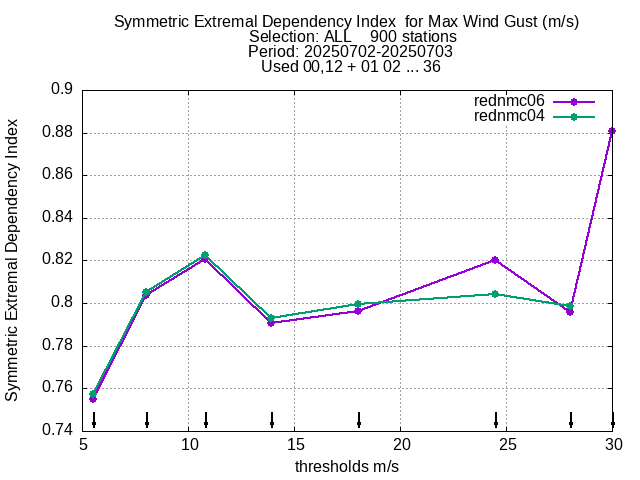 Symmetric Extremal Dependency Index  for Max Wind Gust (m/s)
Selection: ALL    900 stations
Period: 20250702-20250703
Used 00,12 + 01 02 ... 36
rednmc06
rednmc04
Symmetric Extremal Dependency Index
0.9
0.88
0.86
0.84
0.82
0.8
0.78
0.76
0.74
5 10 15 20 25 30
thresholds m/s